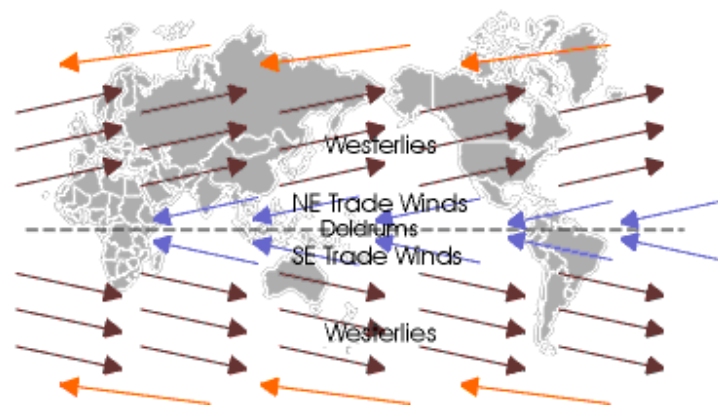 Westerlies
NE Trade Winds
Doldrums
SE Trade Winds
Westerlies